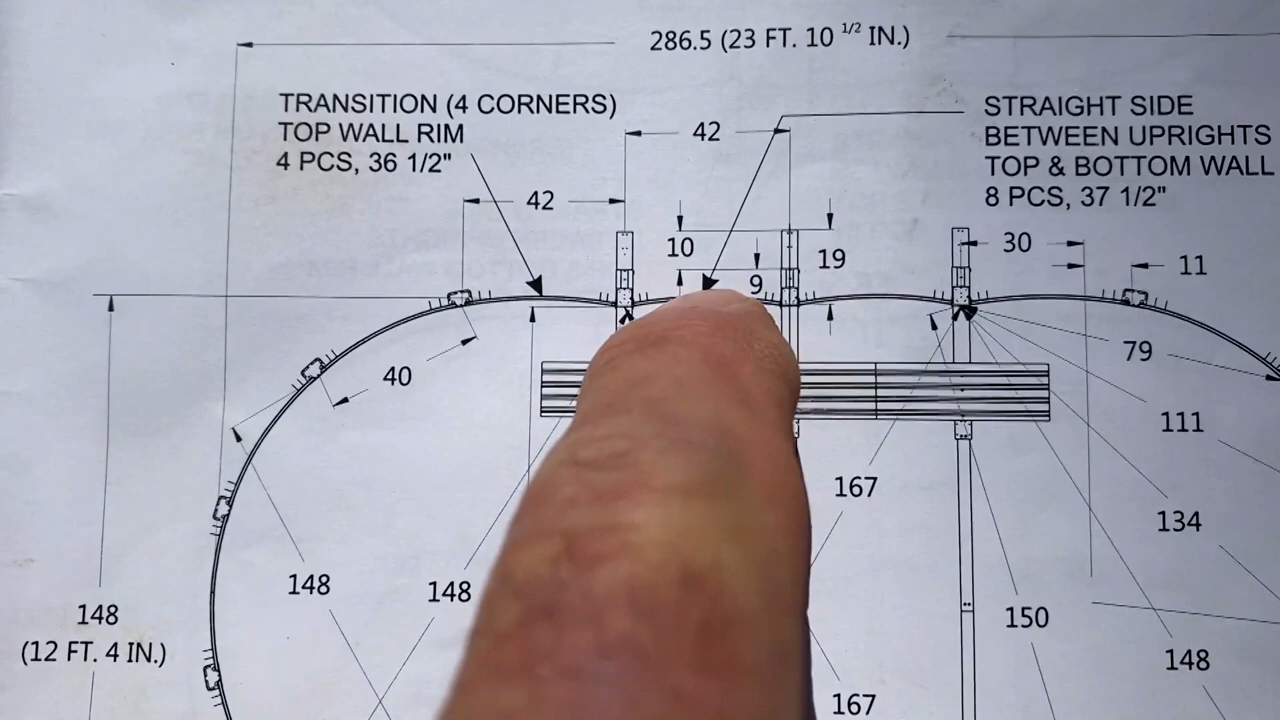 286.5 (23 FT. 10 1/2 IN.)
TRANSITION (4 CORNERS)
TOP WALL RIM
4 PCS, 36 1/2"
42
STRAIGHT SIDE
BETWEEN UPRIGHTS
TOP & BOTTOM WALL
8 PCS, 37 1/2"
42
10
19
9
30
11
40
79
111
167
134
148
148
150
148
(12 FT. 4 IN.)
148
167